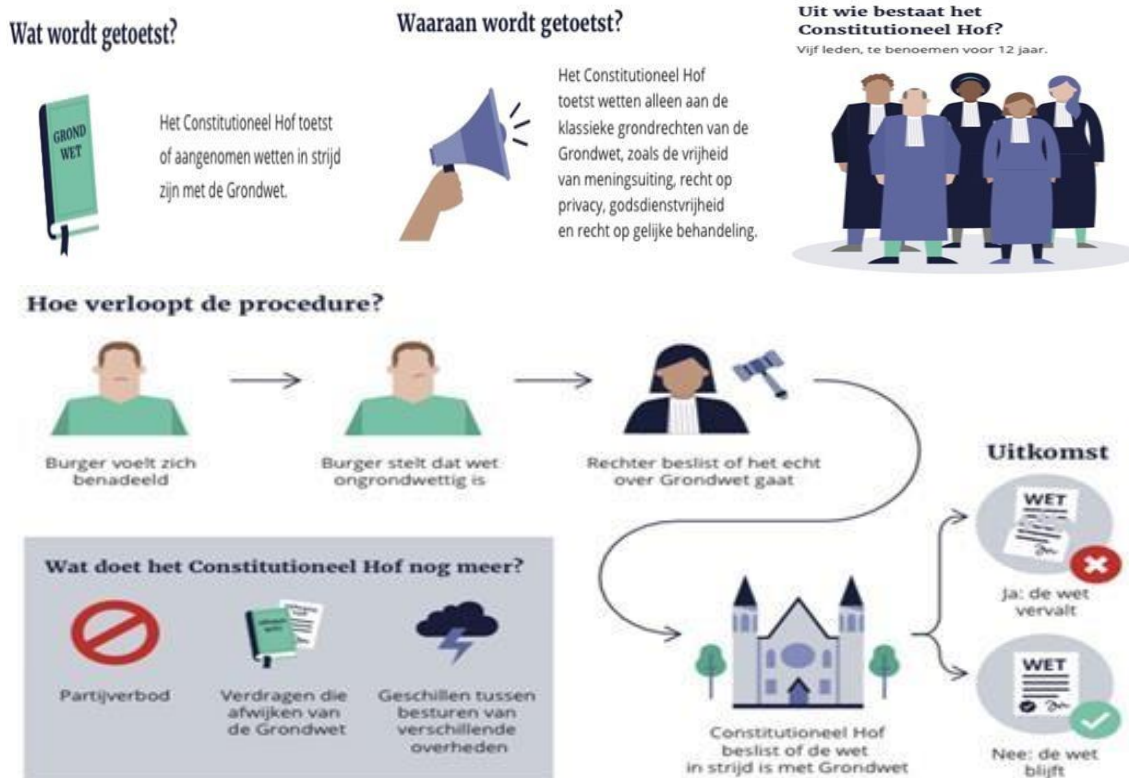 Wat wordt getoetst?
GROND
WET
Het Constitutioneel Hof toetst
of aangenomen wetten in strijd
zijn met de Grondwet.
Waaraan wordt getoetst?
Het Constitutioneel Hof
toetst wetten alleen aan de
klassieke grondrechten van de
Grondwet, zoals de vrijheid
van meningsuiting, recht op
privacy, godsdienstvrijheid
en recht op gelijke behandeling.
Uit wie bestaat het
Constitutioneel Hof?
Vijf leden, te benoemen voor 12 jaar.
Hoe verloopt de procedure?
Burger voelt zich
benadeeld
Burger stelt dat wet
ongrondwettig is
Rechter beslist of het echt
over Grondwet gaat
Constitutioneel Hof
beslist of de wet
in strijd is met Grondwet
Uitkomst
WET
Ja: de wet
vervalt
WET
Nee: de wet
blijft
Wat doet het Constitutioneel Hof nog meer?
Partijverbod
Verdragen die
afwijken van
de Grondwet
Geschillen tussen
besturen van
verschillende
overheden